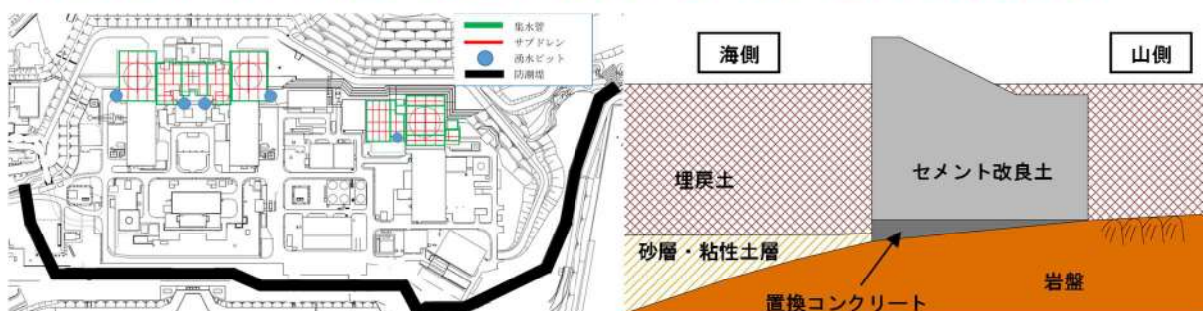 集水管
サブドレン
湧水ピット
防潮堤
海側
山側
埋戻土
セメント改良土
砂層・粘性土層
置換コンクリート
岩盤